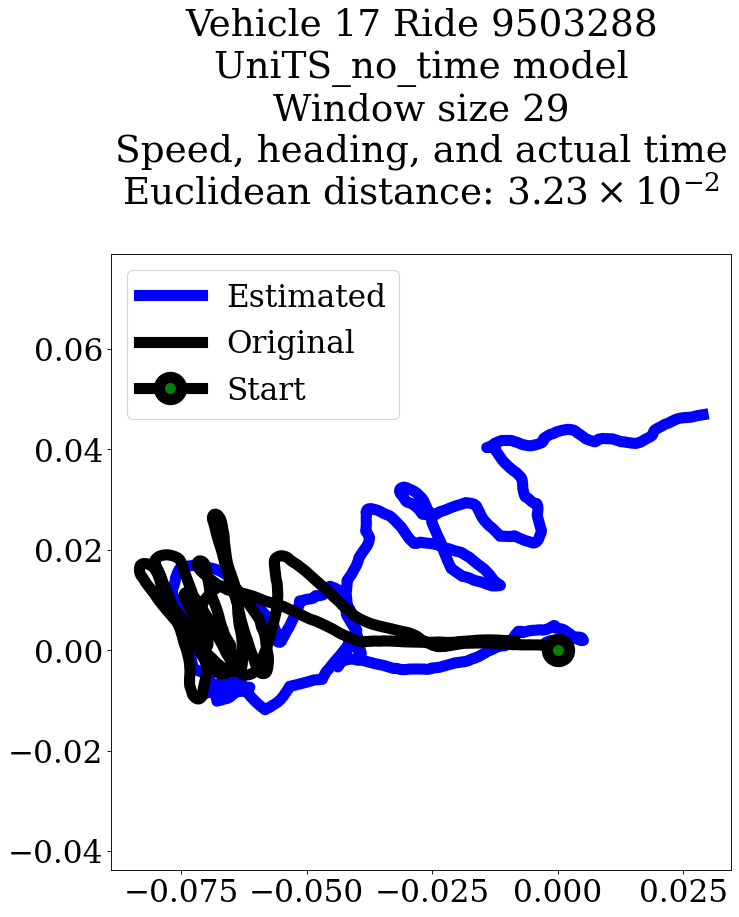 Vehicle 17 Ride 9503288
UniTS_no_time model
Window size 29
Speed, heading, and actual time
Euclidean distance: 3.23 × 10⁻²
Estimated
Original
Start
0.06
0.04
0.02
0.00
−0.02
−0.04
−0.075 −0.050 −0.025 0.000 0.025